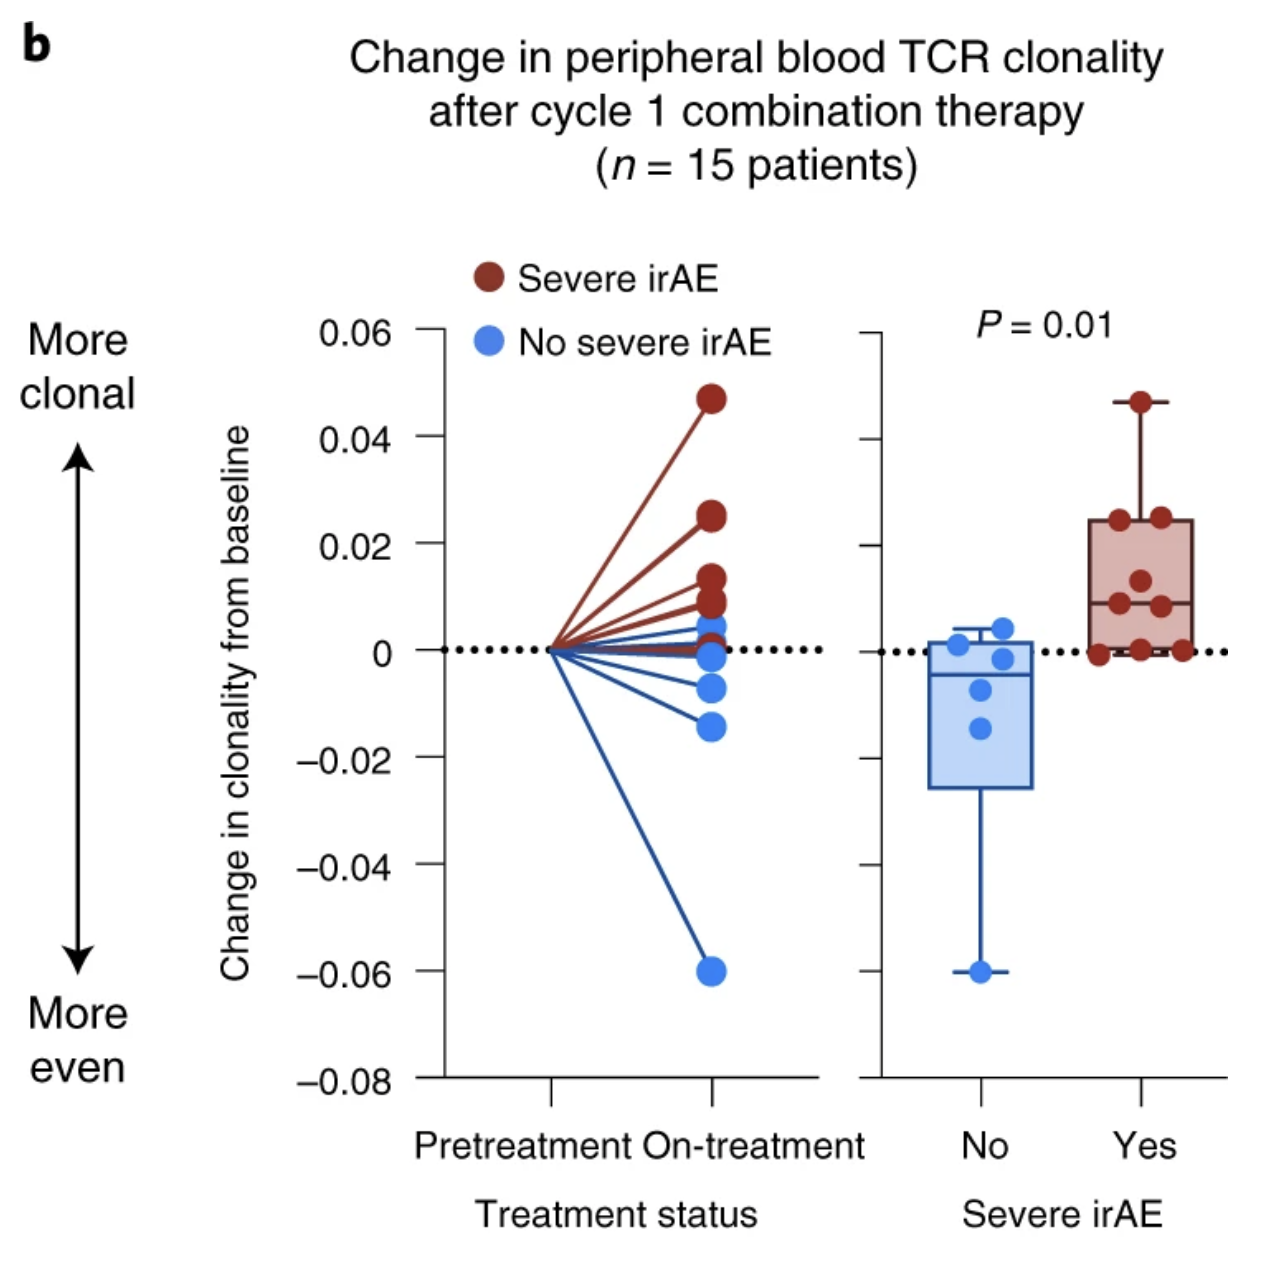 b
Change in peripheral blood TCR clonality
after cycle 1 combination therapy
(n = 15 patients)
Severe irAE
No severe irAE
P = 0.01
More
clonal
More
even
Change in clonality from baseline
0.06
0.04
0.02
0
−0.02
−0.04
−0.06
−0.08
Pretreatment On-treatment
Treatment status
No Yes
Severe irAE